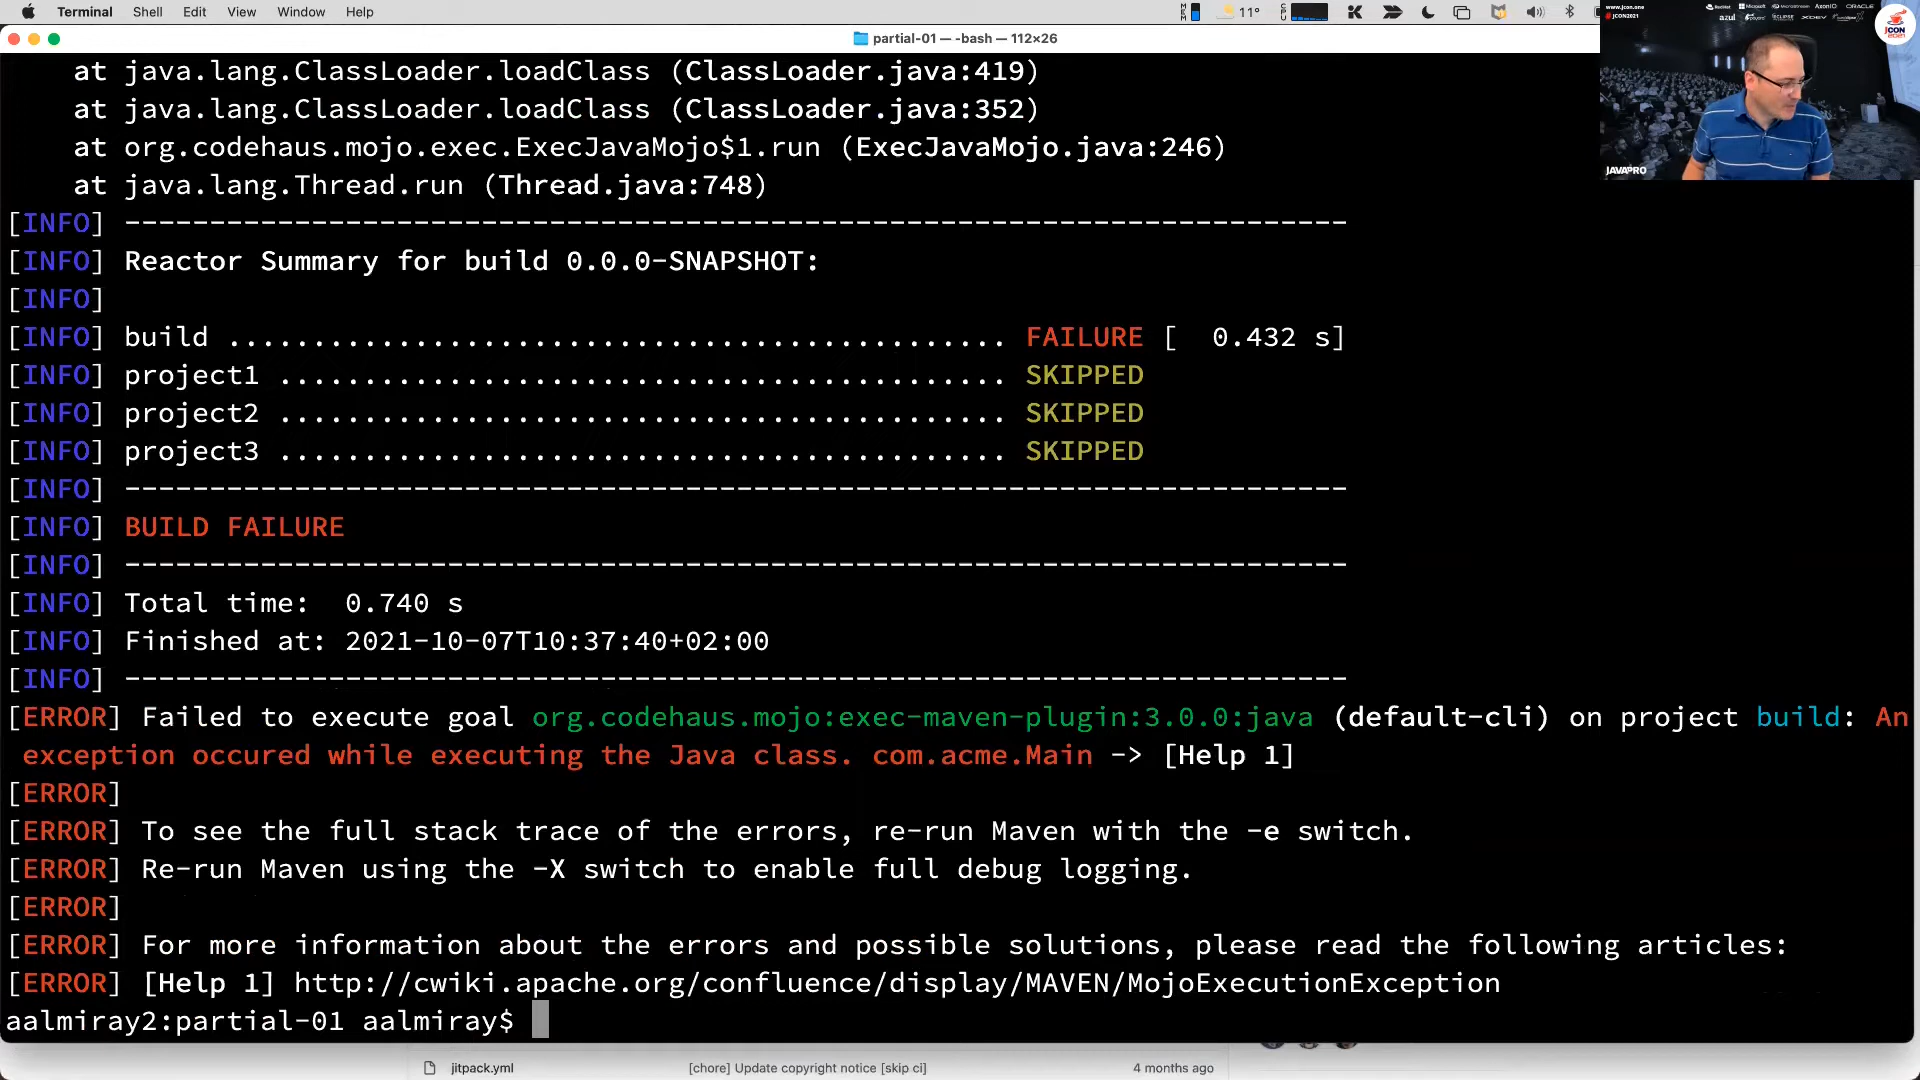 Terminal Shell Edit View Window Help 11°
partial-01 — -bash — 112×26
www.jcon.one
#JCON2021
azul
ORACLE
JCON
JAVAPRO
at java.lang.ClassLoader.loadClass (ClassLoader.java:419)
at java.lang.ClassLoader.loadClass (ClassLoader.java:352)
at org.codehaus.mojo.exec.ExecJavaMojo$1.run (ExecJavaMojo.java:246)
at java.lang.Thread.run (Thread.java:748)
[INFO] ------------------------------------------------------------------------
[INFO] Reactor Summary for build 0.0.0-SNAPSHOT:
[INFO]
[INFO] build .............................................. FAILURE [  0.432 s]
[INFO] project1 ........................................... SKIPPED
[INFO] project2 ........................................... SKIPPED
[INFO] project3 ........................................... SKIPPED
[INFO] ------------------------------------------------------------------------
[INFO] BUILD FAILURE
[INFO] ------------------------------------------------------------------------
[INFO] Total time:  0.740 s
[INFO] Finished at: 2021-10-07T10:37:40+02:00
[INFO] ------------------------------------------------------------------------
[ERROR] Failed to execute goal org.codehaus.mojo:exec-maven-plugin:3.0.0:java (default-cli) on project build: An
exception occured while executing the Java class. com.acme.Main -> [Help 1]
[ERROR]
[ERROR] To see the full stack trace of the errors, re-run Maven with the -e switch.
[ERROR] Re-run Maven using the -X switch to enable full debug logging.
[ERROR]
[ERROR] For more information about the errors and possible solutions, please read the following articles:
[ERROR] [Help 1] http://cwiki.apache.org/confluence/display/MAVEN/MojoExecutionException
aalmiray2:partial-01 aalmiray$
jitpack.yml [chore] Update copyright notice [skip ci] 4 months ago